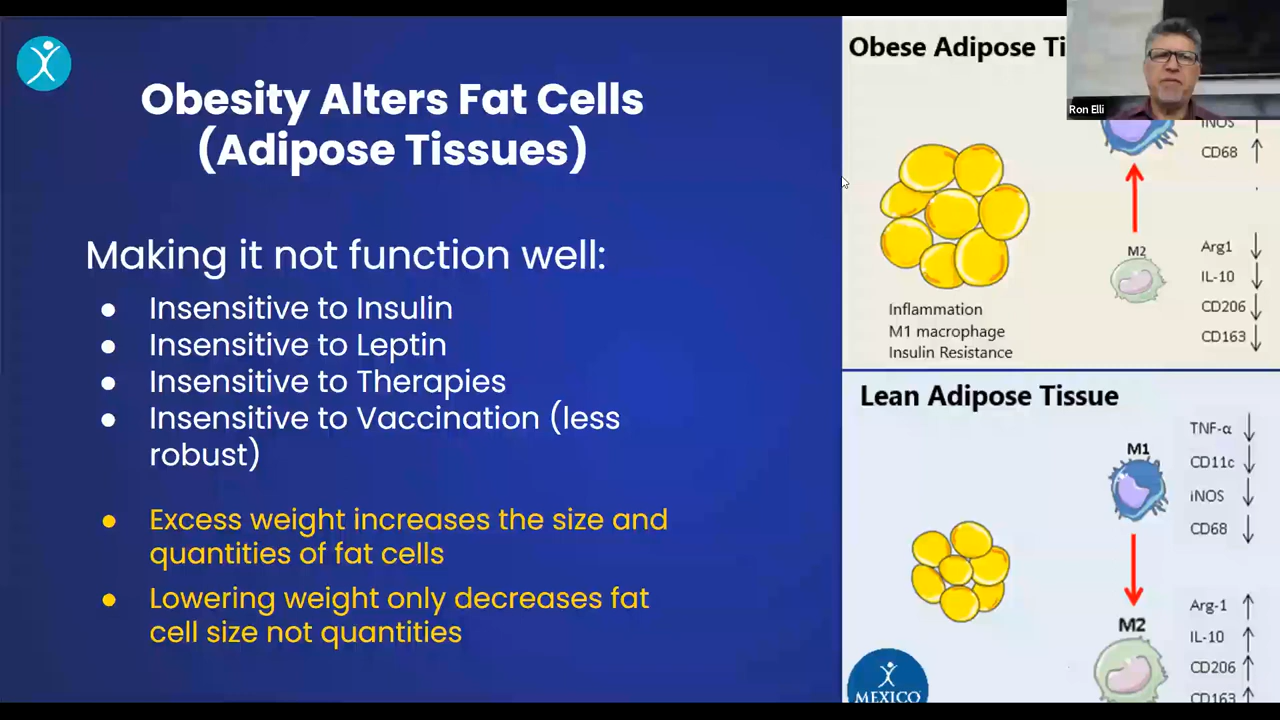 Obesity Alters Fat Cells
(Adipose Tissues)
Making it not function well:
● Insensitive to Insulin
● Insensitive to Leptin
● Insensitive to Therapies
● Insensitive to Vaccination (less
robust)
● Excess weight increases the size and
quantities of fat cells
● Lowering weight only decreases fat
cell size not quantities
Obese Adipose Ti
Ron Elli
iNOS ↑
CD68 ↑
M2
Arg1 ↓
IL-10 ↓
CD206 ↓
CD163 ↓
Inflammation
M1 macrophage
Insulin Resistance
Lean Adipose Tissue
TNF-α ↓
M1
CD11c ↓
iNOS ↓
CD68 ↓
Arg-1 ↑
M2
IL-10 ↑
CD206 ↑
CD163 ↑
MEXICO